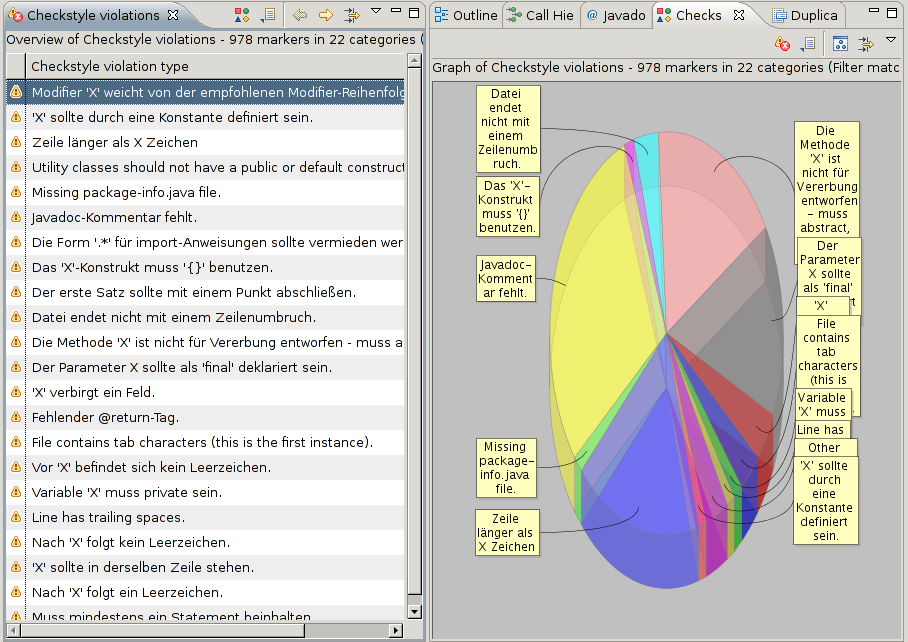 Checkstyle violations
Overview of Checkstyle violations - 978 markers in 22 categories (
Checkstyle violation type
Modifier 'X' weicht von der empfohlenen Modifier-Reihenfolg
'X' sollte durch eine Konstante definiert sein.
Zeile länger als X Zeichen
Utility classes should not have a public or default construct
Missing package-info.java file.
Javadoc-Kommentar fehlt.
Die Form '.*' für import-Anweisungen sollte vermieden wer
Das 'X'-Konstrukt muss '{}' benutzen.
Der erste Satz sollte mit einem Punkt abschließen.
Datei endet nicht mit einem Zeilenumbruch.
Die Methode 'X' ist nicht für Vererbung entworfen - muss a
Der Parameter X sollte als 'final' deklariert sein.
'X' verbirgt ein Feld.
Fehlender @return-Tag.
File contains tab characters (this is the first instance).
Vor 'X' befindet sich kein Leerzeichen.
Variable 'X' muss private sein.
Line has trailing spaces.
Nach 'X' folgt kein Leerzeichen.
'X' sollte in derselben Zeile stehen.
Nach 'X' folgt ein Leerzeichen.
Muss mindestens ein Statement beinhalten.
Outline
Call Hie
@ Javado
Checks
Duplica
Graph of Checkstyle violations - 978 markers in 22 categories (Filter matc
Datei
endet
nicht mit
einem
Zeilenumb
ruch.
Das 'X'-
Konstrukt
muss '{}'
benutzen.
Javadoc-
Komment
ar fehlt.
Missing
package-
info.java
file.
Zeile
länger als
X Zeichen
Die
Methode
'X' ist
nicht für
Vererbung
entworfen
- muss
abstract,
Der
Parameter
X sollte
als 'final'
'X'
t
File
contains
tab
characters
(this is
Variable
'X' muss
Line has
Other
'X' sollte
durch
eine
Konstante
definiert
sein.